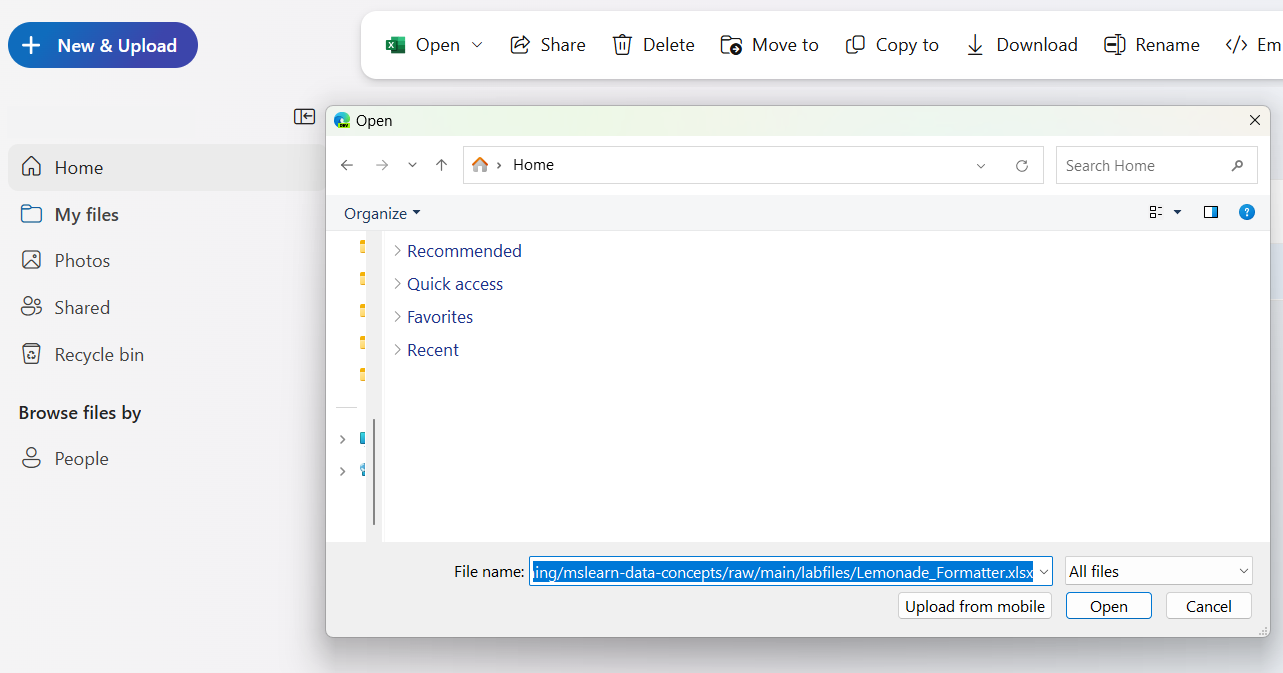 New & Upload
Open
Share
Delete
Move to
Copy to
Download
Rename
</> Em
Home
My files
Photos
Shared
Recycle bin
Browse files by
People
Open
Home
Search Home
Organize
Recommended
Quick access
Favorites
Recent
File name:
ing/mslearn-data-concepts/raw/main/labfiles/Lemonade_Formatter.xlsx
All files
Upload from mobile
Open
Cancel